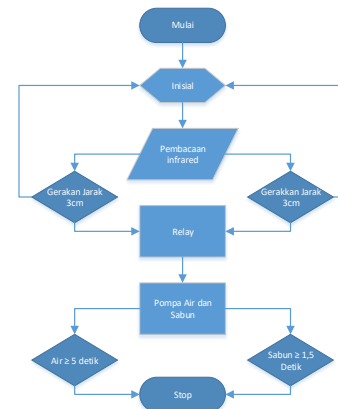 Mulai
Inisial
Pembacaan
infrared
Gerakan Jarak
3cm
Gerakkan Jarak
3cm
Relay
Pompa Air dan
Sabun
Air ≥ 5 detik
Sabun ≥ 1,5
Detik
Stop